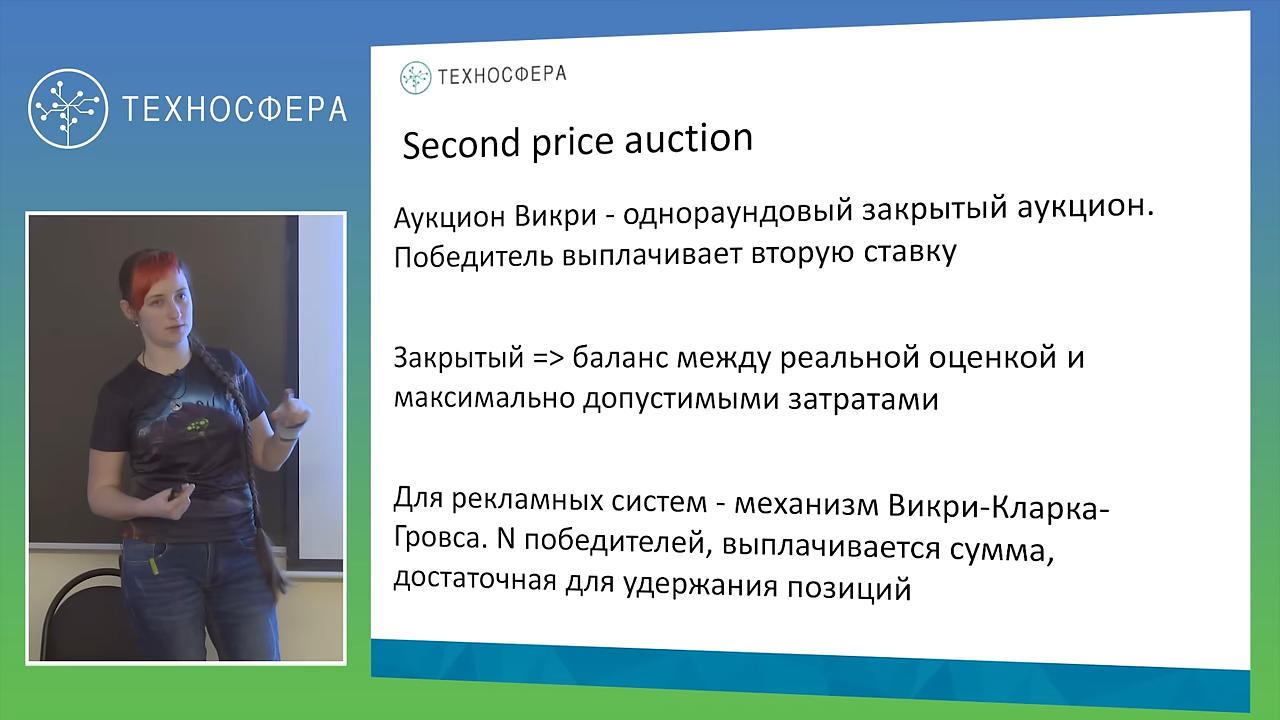 ТЕХНОСФЕРА
ТЕХНОСФЕРА
Second price auction
Аукцион Викри - однораундовый закрытый аукцион.
Победитель выплачивает вторую ставку
Закрытый => баланс между реальной оценкой и
максимально допустимыми затратами
Для рекламных систем - механизм Викри-Кларка-
Гровса. N победителей, выплачивается сумма,
достаточная для удержания позиций